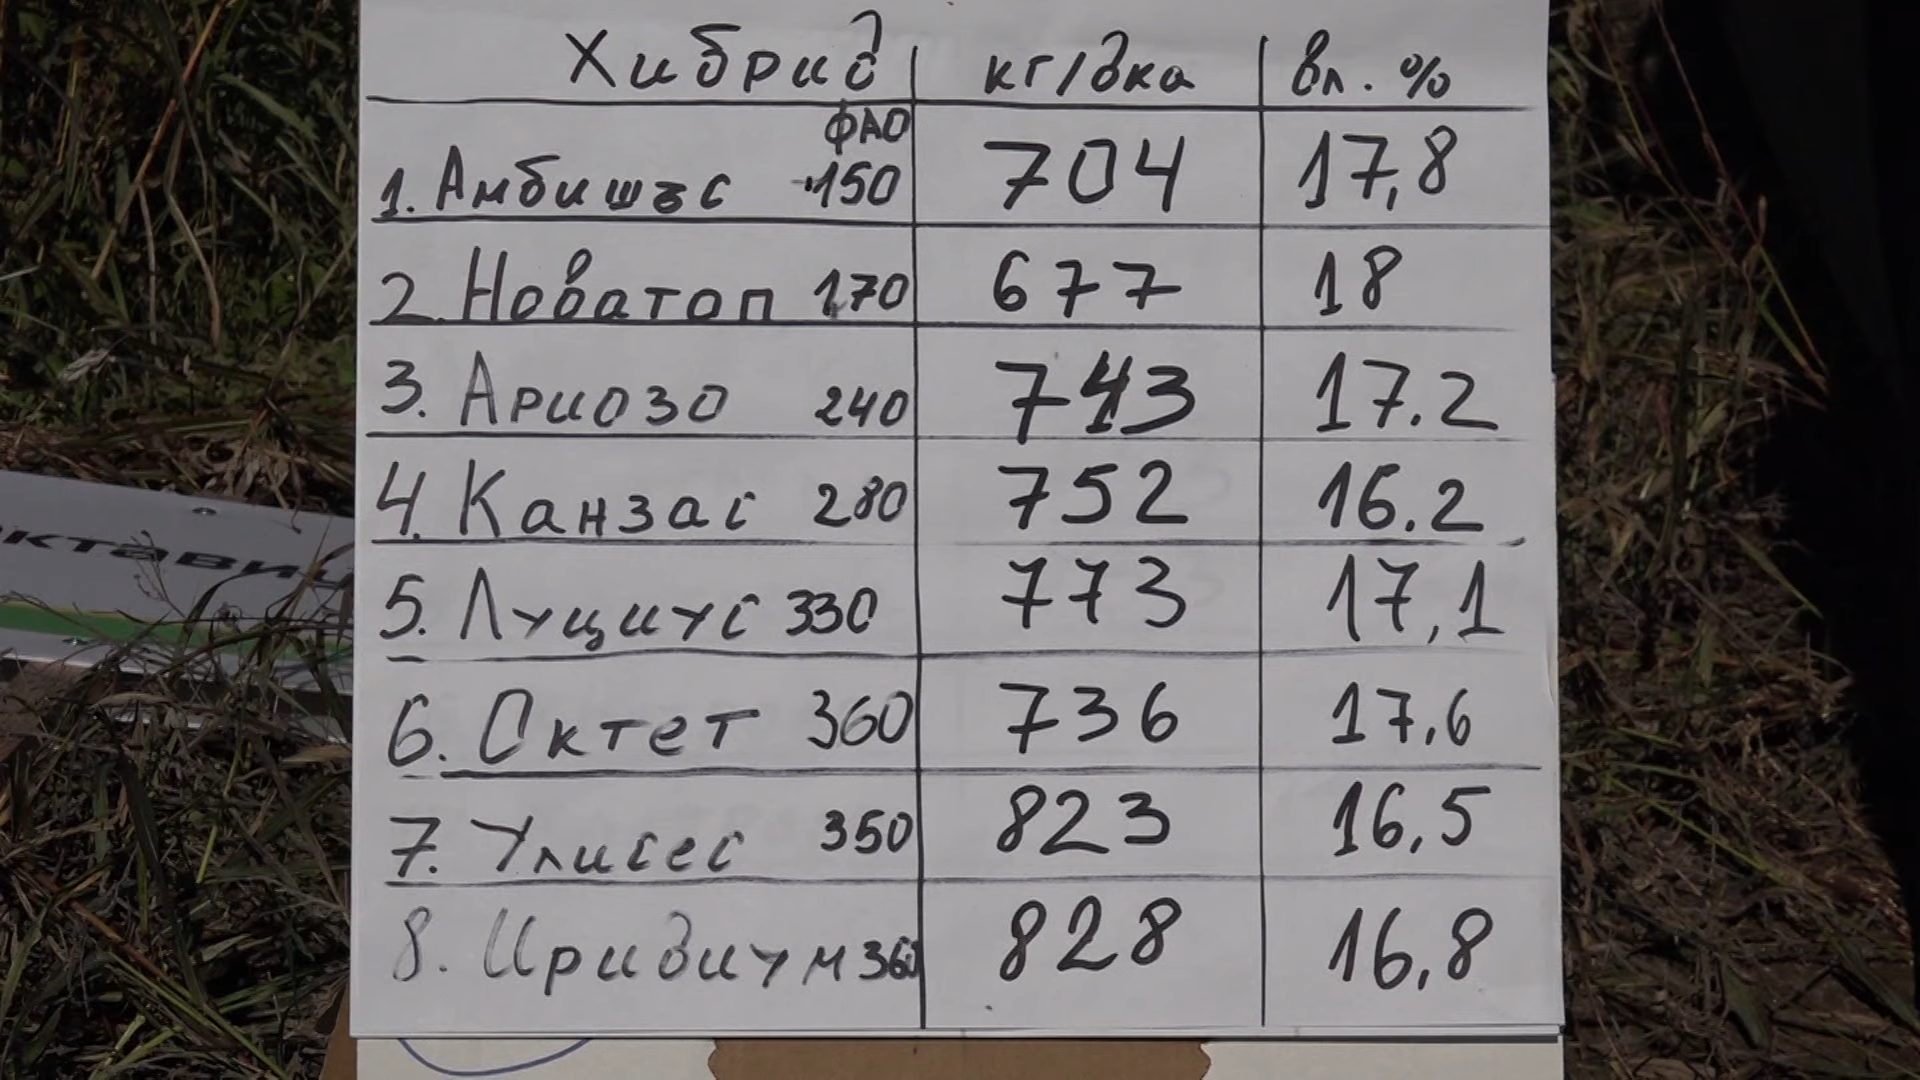 Хибрид кг/дка вл. %
ФАО
1. Амбишъс 150 704 17,8
2. Новатоп 170 677 18
3. Ариозо 240 743 17.2
4. Канзас 280 752 16.2
5. Луциус 330 773 17,1
6. Октет 360 736 17,6
7. Улисес 350 823 16,5
8. Иридиум 360 828 16,8